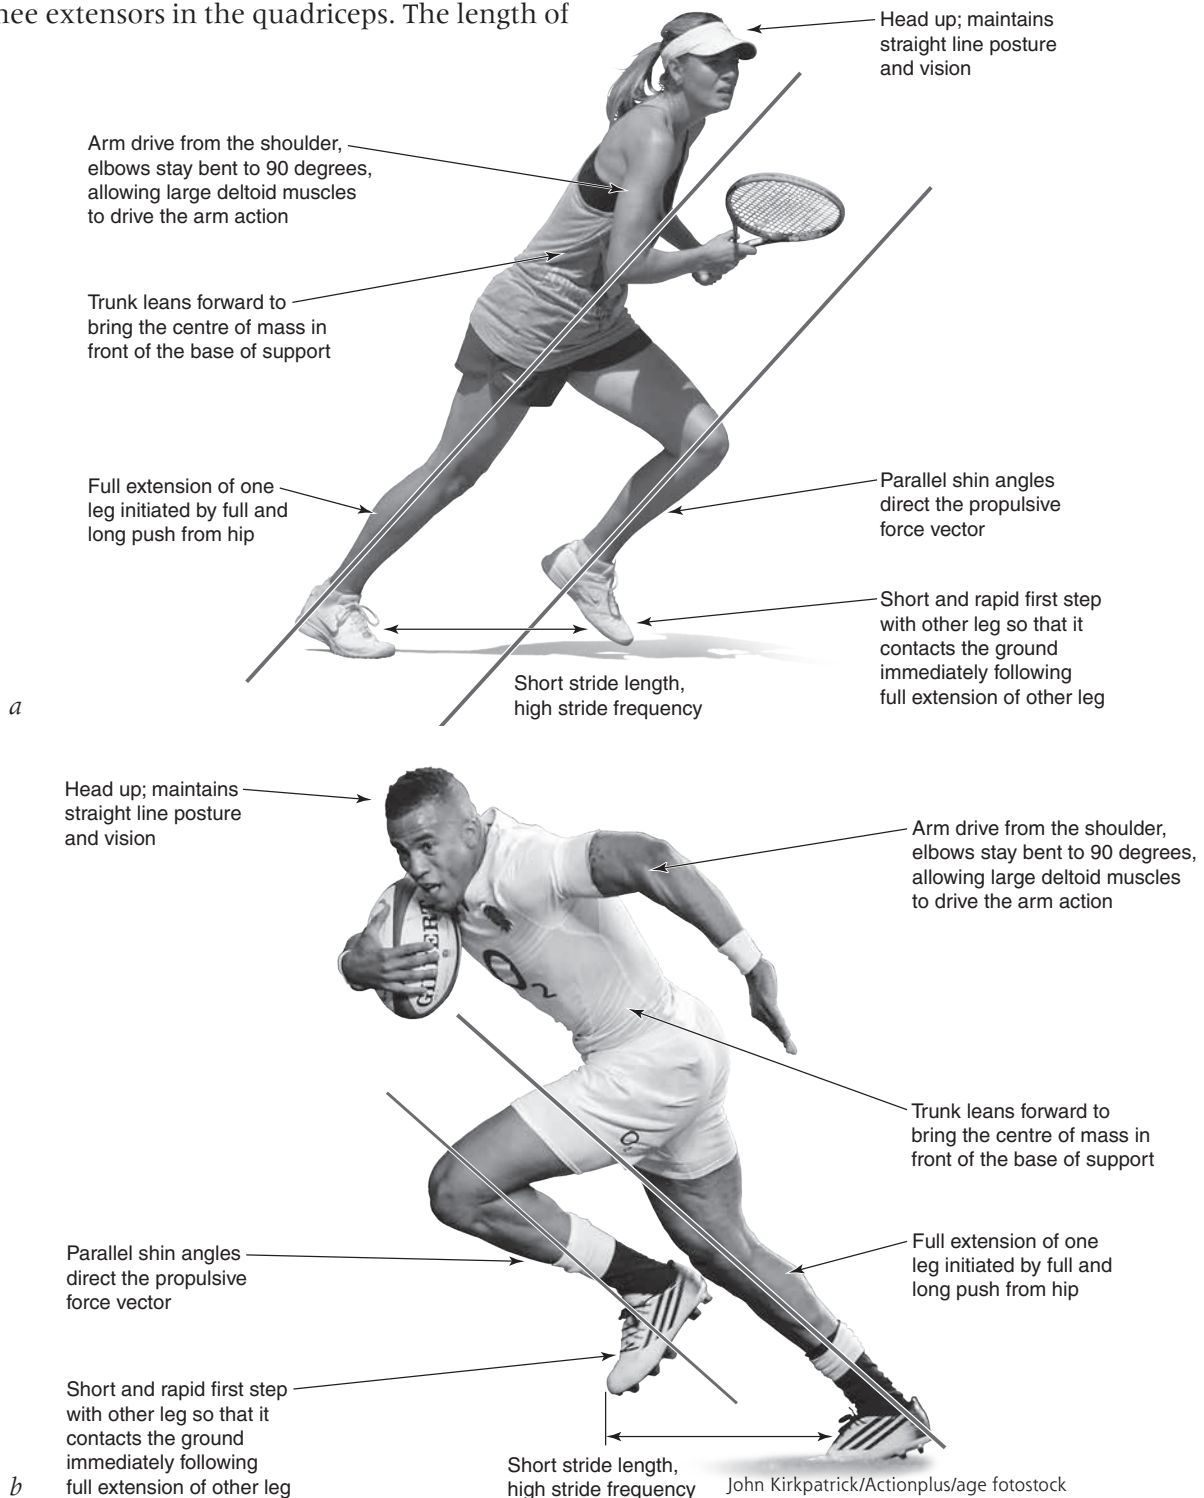 nee extensors in the quadriceps. The length of
Head up; maintains
straight line posture
and vision
Arm drive from the shoulder,
elbows stay bent to 90 degrees,
allowing large deltoid muscles
to drive the arm action
Trunk leans forward to
bring the centre of mass in
front of the base of support
Full extension of one
leg initiated by full and
long push from hip
Parallel shin angles
direct the propulsive
force vector
Short and rapid first step
with other leg so that it
contacts the ground
immediately following
full extension of other leg
Short stride length,
high stride frequency
a
Head up; maintains
straight line posture
and vision
Arm drive from the shoulder,
elbows stay bent to 90 degrees,
allowing large deltoid muscles
to drive the arm action
GILBERT
O2
Trunk leans forward to
bring the centre of mass in
front of the base of support
Parallel shin angles
direct the propulsive
force vector
Full extension of one
leg initiated by full and
long push from hip
Short and rapid first step
with other leg so that it
contacts the ground
immediately following
full extension of other leg
Short stride length,
high stride frequency
b
John Kirkpatrick/Actionplus/age fotostock